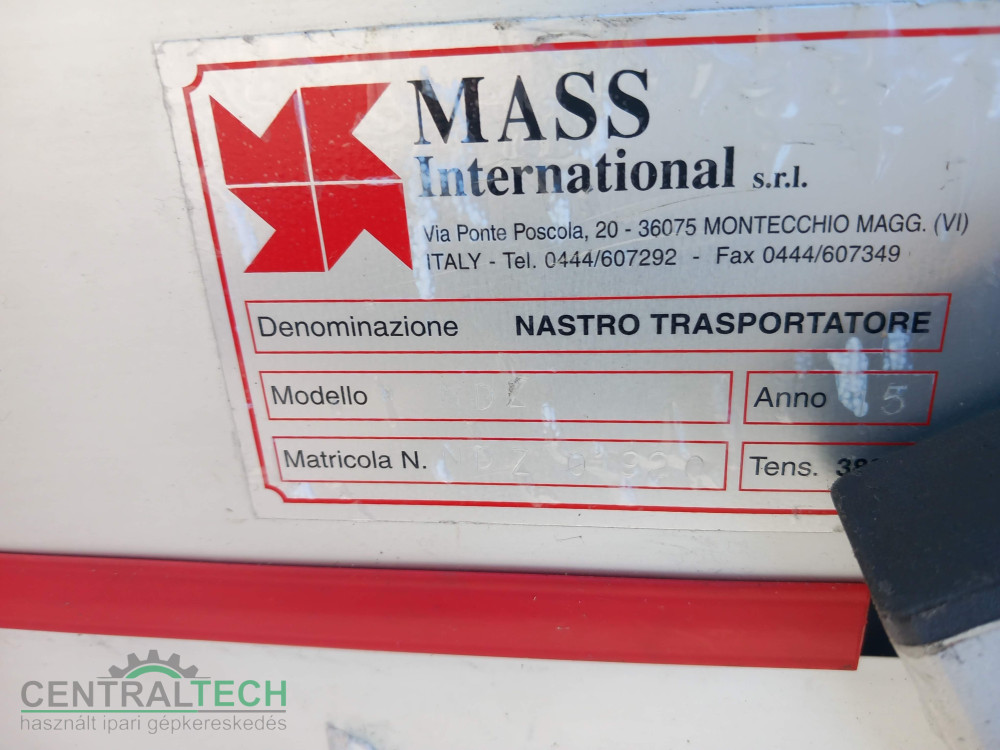 MASS
International s.r.l.
Via Ponte Poscola, 20 - 36075 MONTECCHIO MAGG. (VI)
ITALY - Tel. 0444/607292 - Fax 0444/607349
Denominazione NASTRO TRASPORTATORE
Modello
Anno 5
Matricola N.
Tens.
CENTRALTECH
használt ipari gépkereskedés